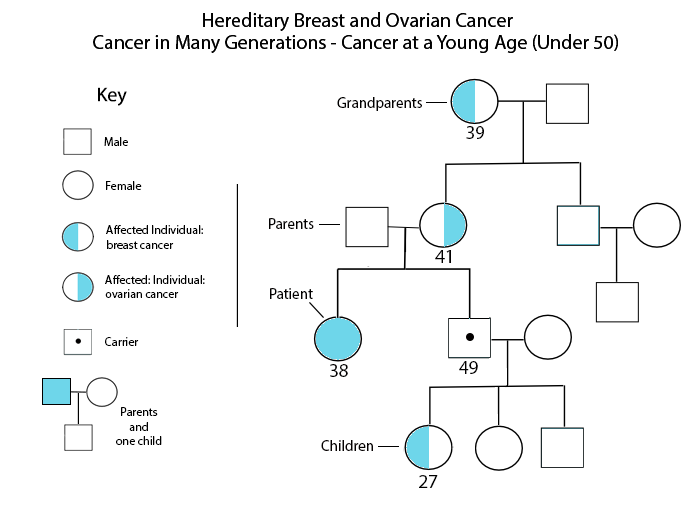 Hereditary Breast and Ovarian Cancer
Cancer in Many Generations - Cancer at a Young Age (Under 50)
Key
Male
Female
Affected Individual:
breast cancer
Affected: Individual:
ovarian cancer
Carrier
Parents
and
one child
Grandparents
39
Parents
41
Patient
38
49
Children
27